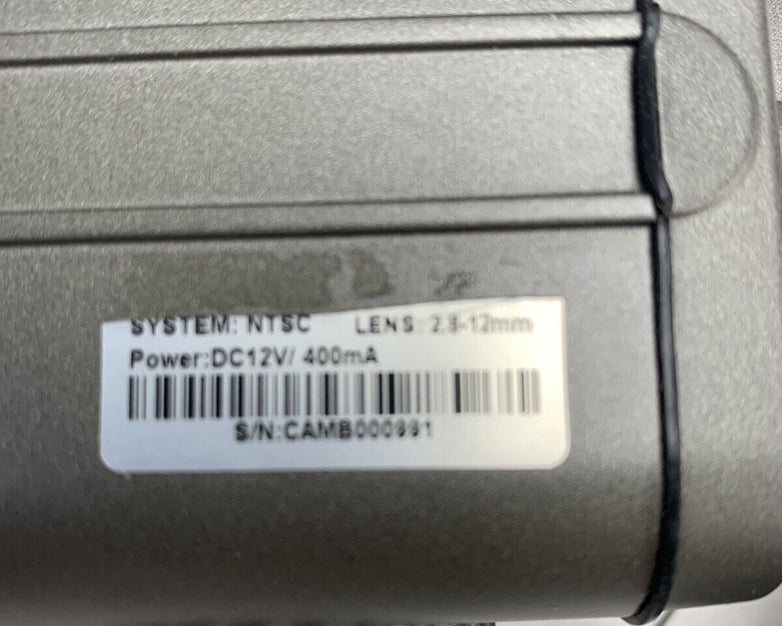 SYSTEM: NTSC LENS: 2.8-12mm
Power:DC12V/ 400mA
S/N:CAMB000991